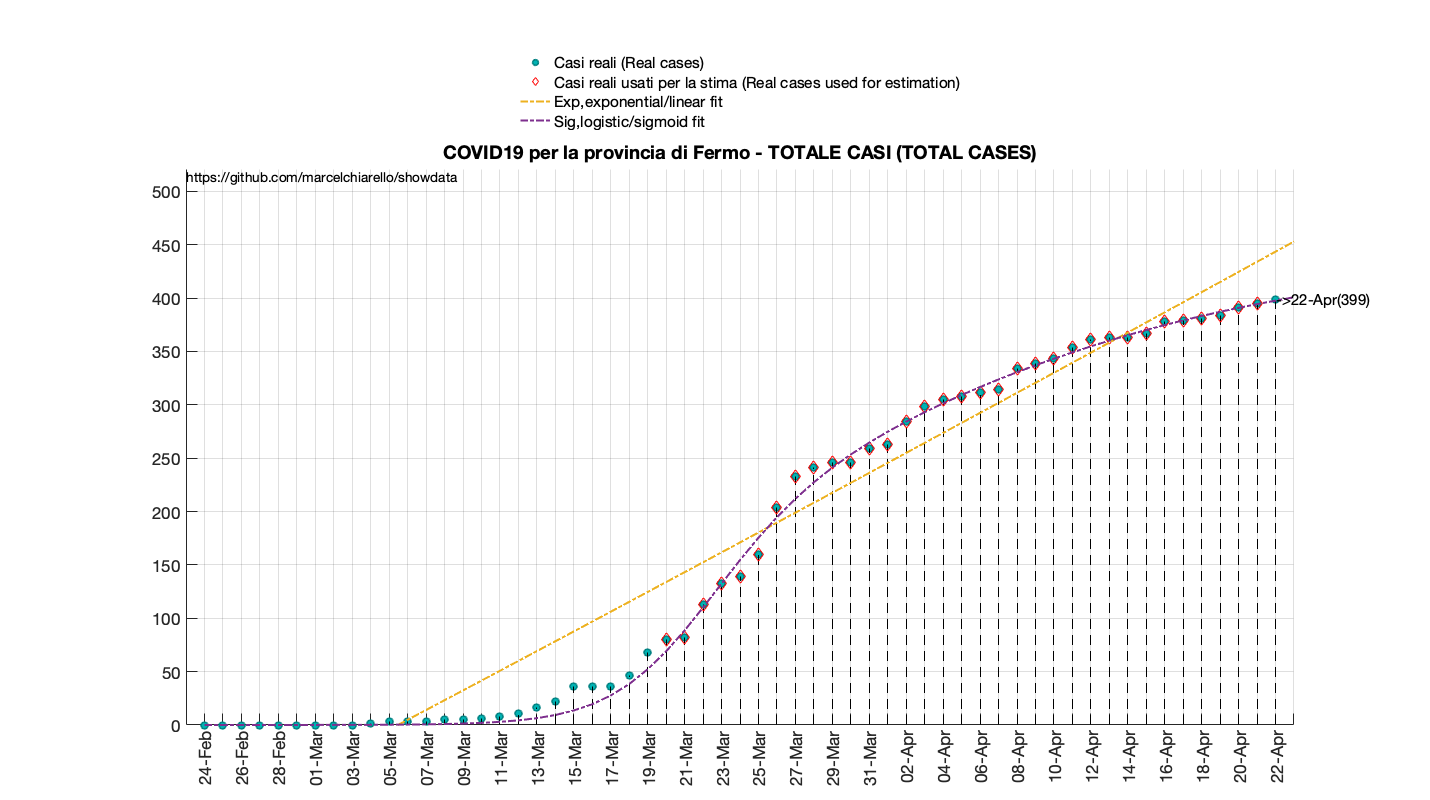 Casi reali (Real cases)
Casi reali usati per la stima (Real cases used for estimation)
Exp,exponential/linear fit
Sig,logistic/sigmoid fit
COVID19 per la provincia di Fermo - TOTALE CASI (TOTAL CASES)
https://github.com/marcelchiarello/showdata
500
450
400
350
300
250
200
150
100
50
0
>22-Apr(399)
24-Feb
26-Feb
28-Feb
01-Mar
03-Mar
05-Mar
07-Mar
09-Mar
11-Mar
13-Mar
15-Mar
17-Mar
19-Mar
21-Mar
23-Mar
25-Mar
27-Mar
29-Mar
31-Mar
02-Apr
04-Apr
06-Apr
08-Apr
10-Apr
12-Apr
14-Apr
16-Apr
18-Apr
20-Apr
22-Apr